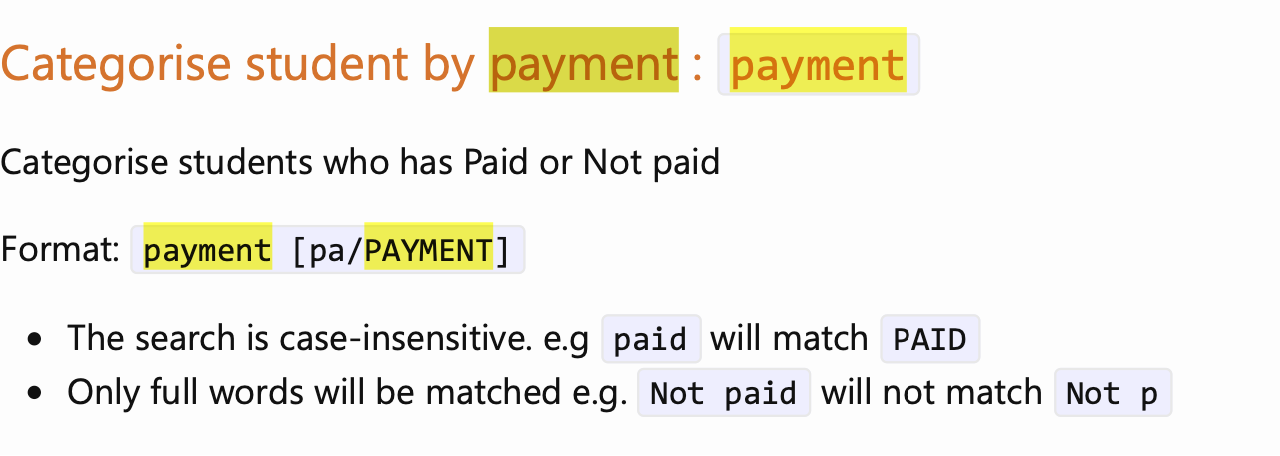 Categorise student by payment : payment
Categorise students who has Paid or Not paid
Format: payment [pa/PAYMENT]
• The search is case-insensitive. e.g paid will match PAID
• Only full words will be matched e.g. Not paid will not match Not p